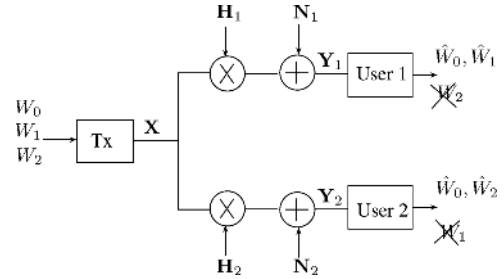 H₁ N₁
Y₁ User 1 Ŵ₀, Ŵ₁
W₂
W₀
W₁
W₂
Tx X
Y₂ User 2 Ŵ₀, Ŵ₂
W₁
H₂ N₂